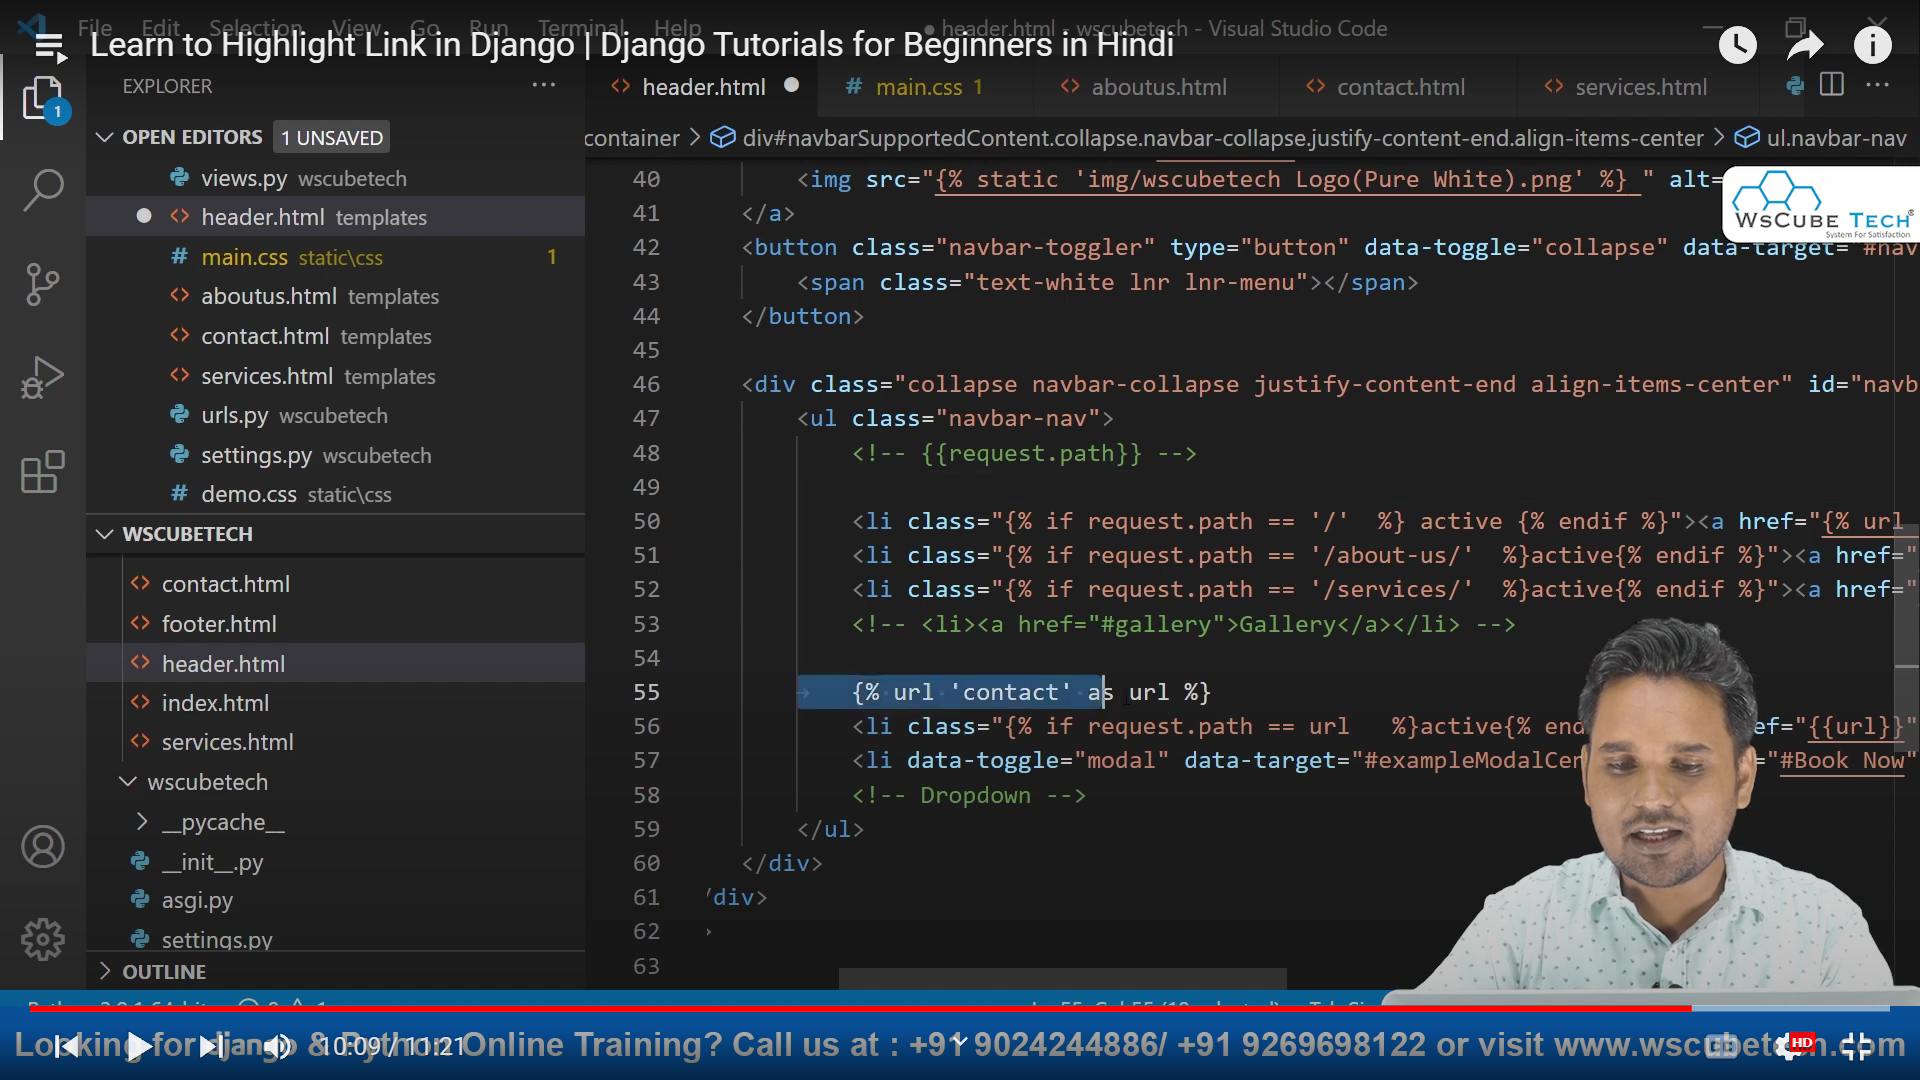 File Edit Selection View Go Run Terminal Help
header.html - wscubetech - Visual Studio Code
Learn to Highlight Link in Django | Django Tutorials for Beginners in Hindi
EXPLORER
1
OPEN EDITORS 1 UNSAVED
views.py wscubetech
header.html templates
main.css static\css 1
aboutus.html templates
contact.html templates
services.html templates
urls.py wscubetech
settings.py wscubetech
demo.css static\css
WSCUBETECH
contact.html
footer.html
header.html
index.html
services.html
wscubetech
__pycache__
__init__.py
asgi.py
settings.py
OUTLINE
header.html
main.css 1
aboutus.html
contact.html
services.html
container > div#navbarSupportedContent.collapse.navbar-collapse.justify-content-end.align-items-center > ul.navbar-nav
WSCUBE TECH®
System For Satisfaction
40 <img src="{% static 'img/wscubetech Logo(Pure White).png' %} " alt=
41 </a>
42 <button class="navbar-toggler" type="button" data-toggle="collapse" data-target="#nav
43 <span class="text-white lnr lnr-menu"></span>
44 </button>
45
46 <div class="collapse navbar-collapse justify-content-end align-items-center" id="navb
47 <ul class="navbar-nav">
48 <!-- {{request.path}} -->
49
50 <li class="{% if request.path == '/'  %} active {% endif %}"><a href="{% url
51 <li class="{% if request.path == '/about-us/'  %}active{% endif %}"><a href="
52 <li class="{% if request.path == '/services/'  %}active{% endif %}"><a href="
53 <!-- <li><a href="#gallery">Gallery</a></li> -->
54
55 {% url 'contact' as url %}
56 <li class="{% if request.path == url   %}active{% end ef="{{url}}"
57 <li data-toggle="modal" data-target="#exampleModalCen ="#Book Now"
58 <!-- Dropdown -->
59 </ul>
60 </div>
61 /div>
62 >
63
Looking for django & Python Online Training? Call us at : +91 9024244886/ +91 9269698122 or visit www.wscubetech.com
10:09 / 11:21
HD